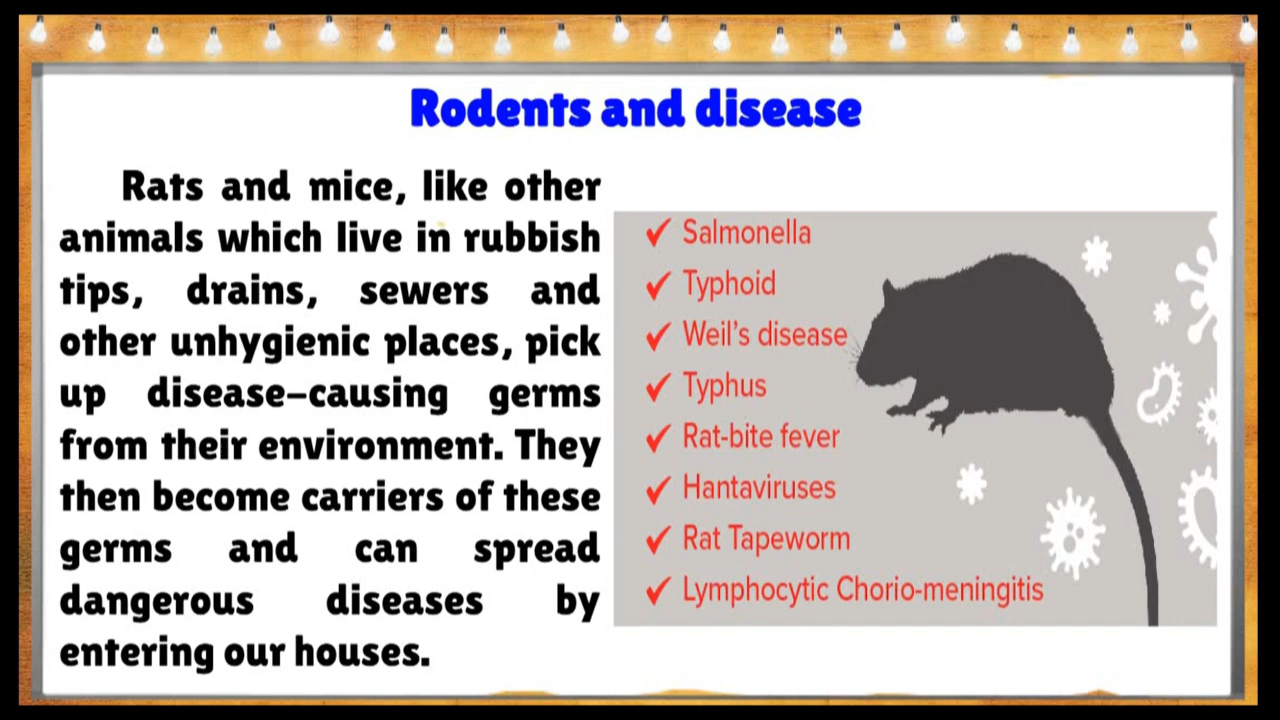 Rodents and disease
Rats and mice, like other
animals which live in rubbish
tips, drains, sewers and
other unhygienic places, pick
up disease-causing germs
from their environment. They
then become carriers of these
germs and can spread
dangerous diseases by
entering our houses.
✓ Salmonella
✓ Typhoid
✓ Weil's disease
✓ Typhus
✓ Rat-bite fever
✓ Hantaviruses
✓ Rat Tapeworm
✓ Lymphocytic Chorio-meningitis